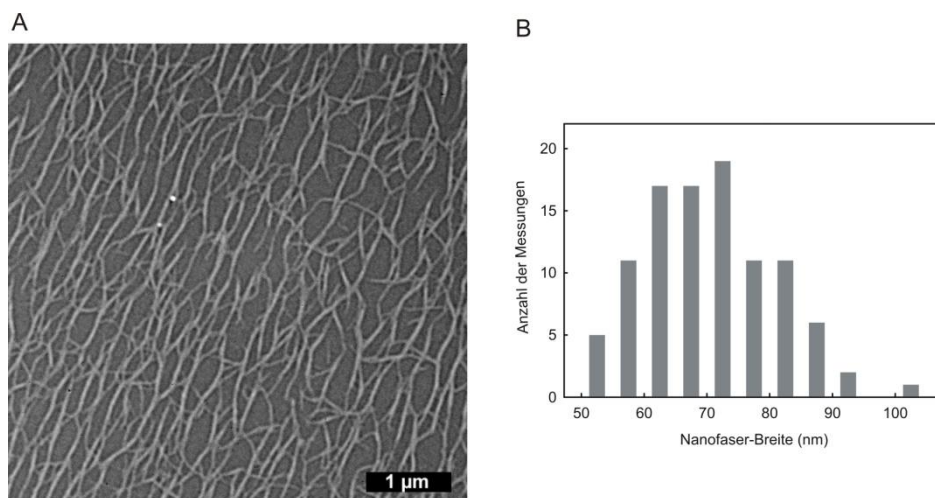 A
B
1 µm
Anzahl der Messungen
20
15
10
5
0
50 60 70 80 90 100
Nanofaser-Breite (nm)